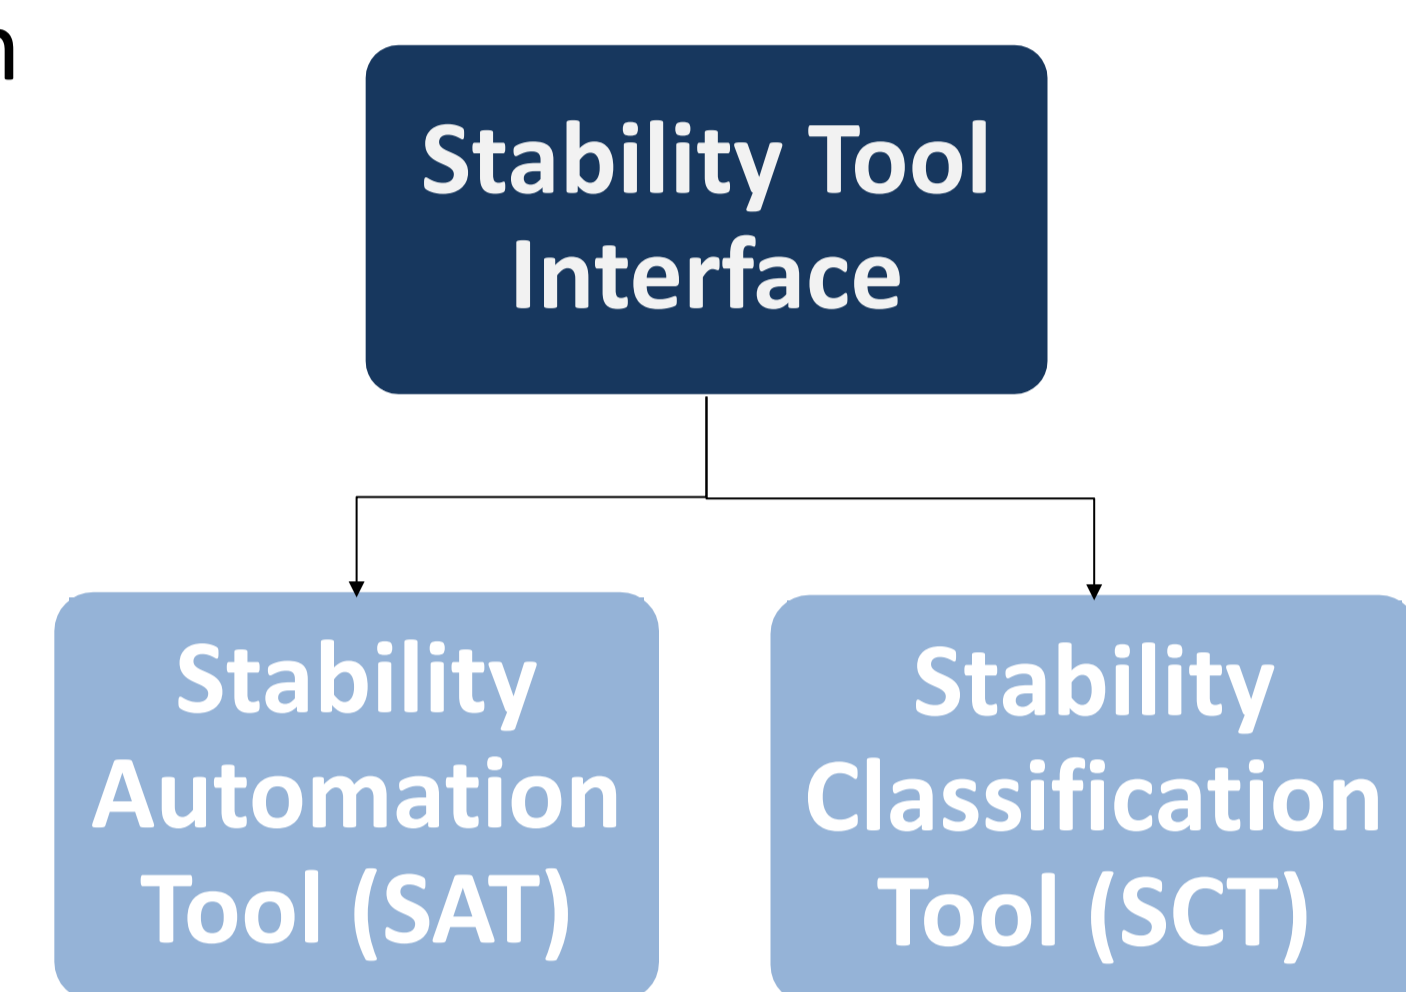 Stability Tool
Interface
Stability
Automation
Tool (SAT)
Stability
Classification
Tool (SCT)